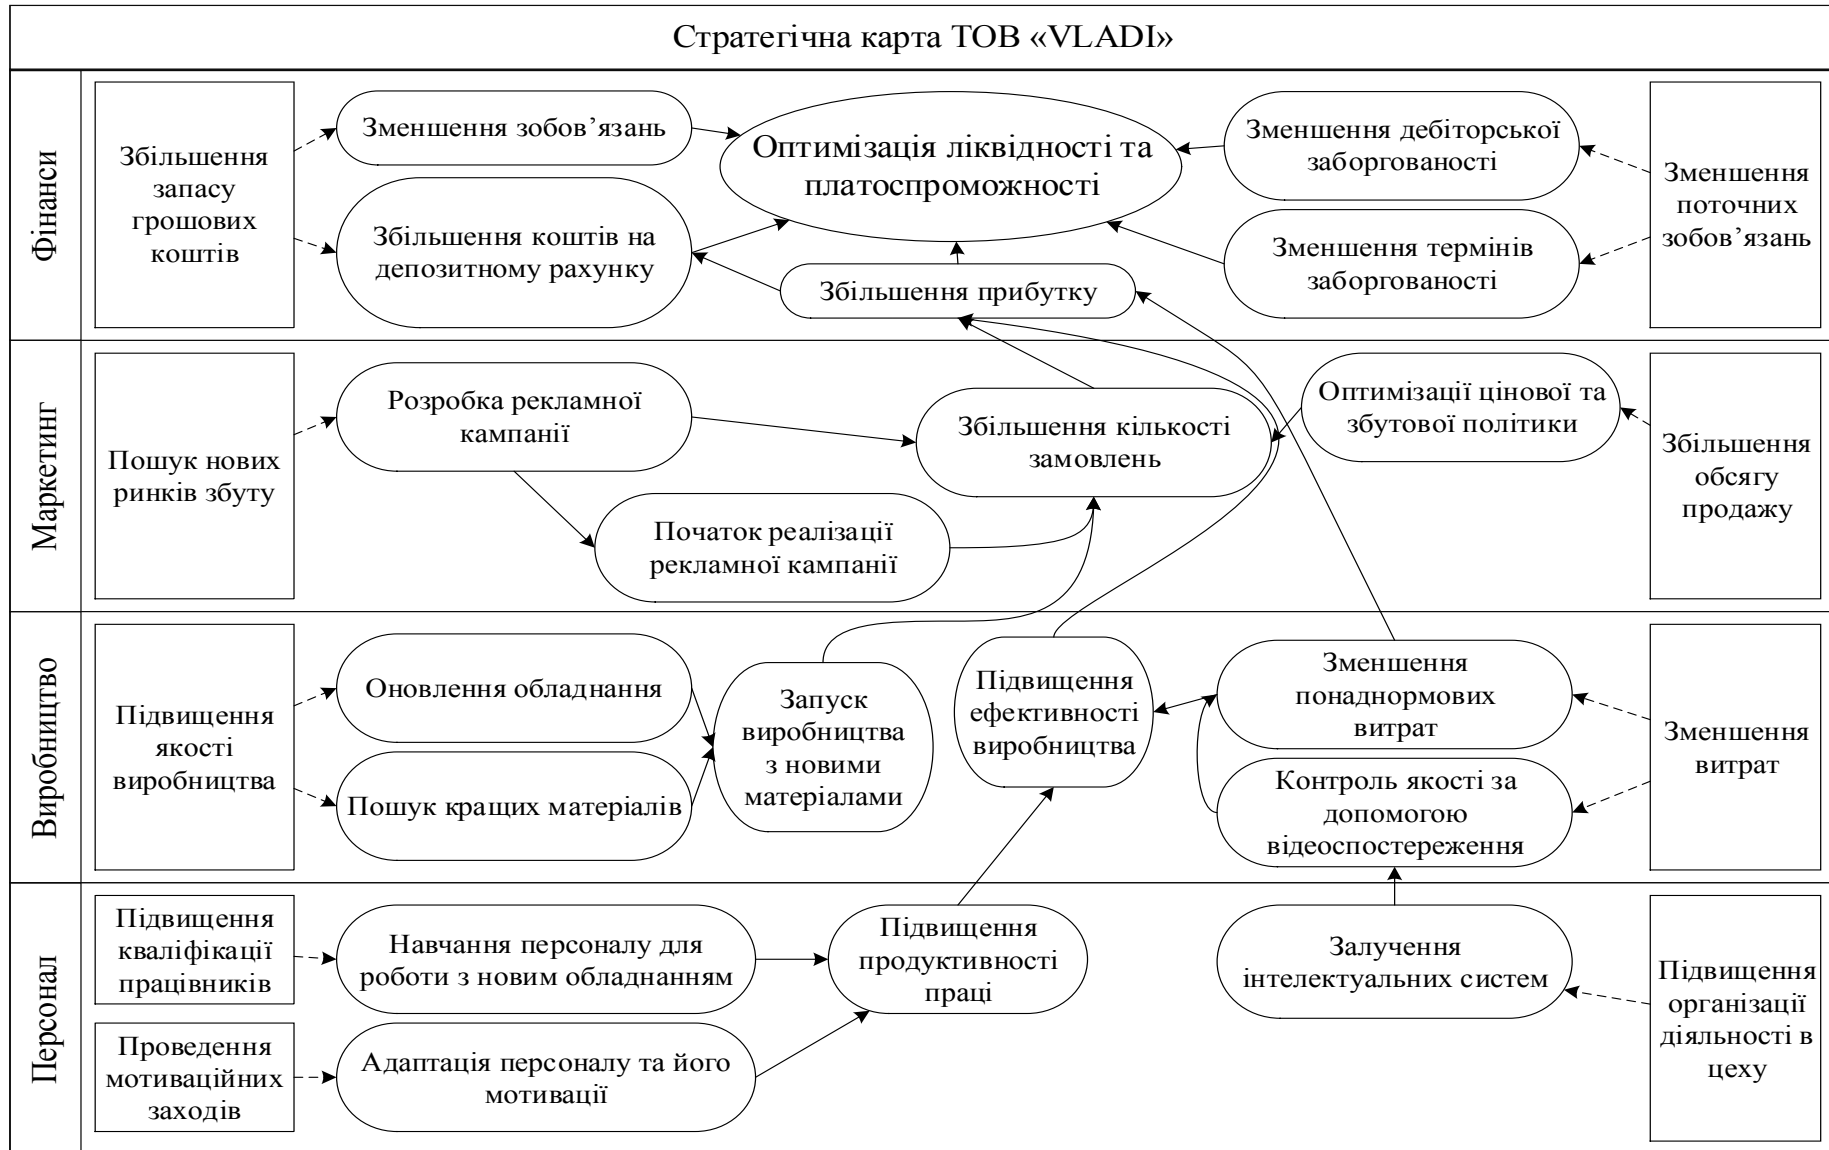 Стратегічна карта ТОВ «VLADI»
Фінанси
Збільшення
запасу
грошових
коштів
Зменшення зобов’язань
Збільшення коштів на
депозитному рахунку
Оптимізація ліквідності та
платоспроможності
Збільшення прибутку
Зменшення дебіторської
заборгованості
Зменшення термінів
заборгованості
Зменшення
поточних
зобов’язань
Маркетинг
Пошук нових
ринків збуту
Розробка рекламної
кампанії
Початок реалізації
рекламної кампанії
Збільшення кількості
замовлень
Оптимізації цінової та
збутової політики
Збільшення
обсягу
продажу
Виробництво
Підвищення
якості
виробництва
Оновлення обладнання
Пошук кращих матеріалів
Запуск
виробництва
з новими
матеріалами
Підвищення
ефективності
виробництва
Зменшення
понаднормових
витрат
Контроль якості за
допомогою
відеоспостереження
Зменшення
витрат
Персонал
Підвищення
кваліфікації
працівників
Проведення
мотиваційних
заходів
Навчання персоналу для
роботи з новим обладнанням
Адаптація персоналу та його
мотивації
Підвищення
продуктивності
праці
Залучення
інтелектуальних систем
Підвищення
організації
діяльності в
цеху